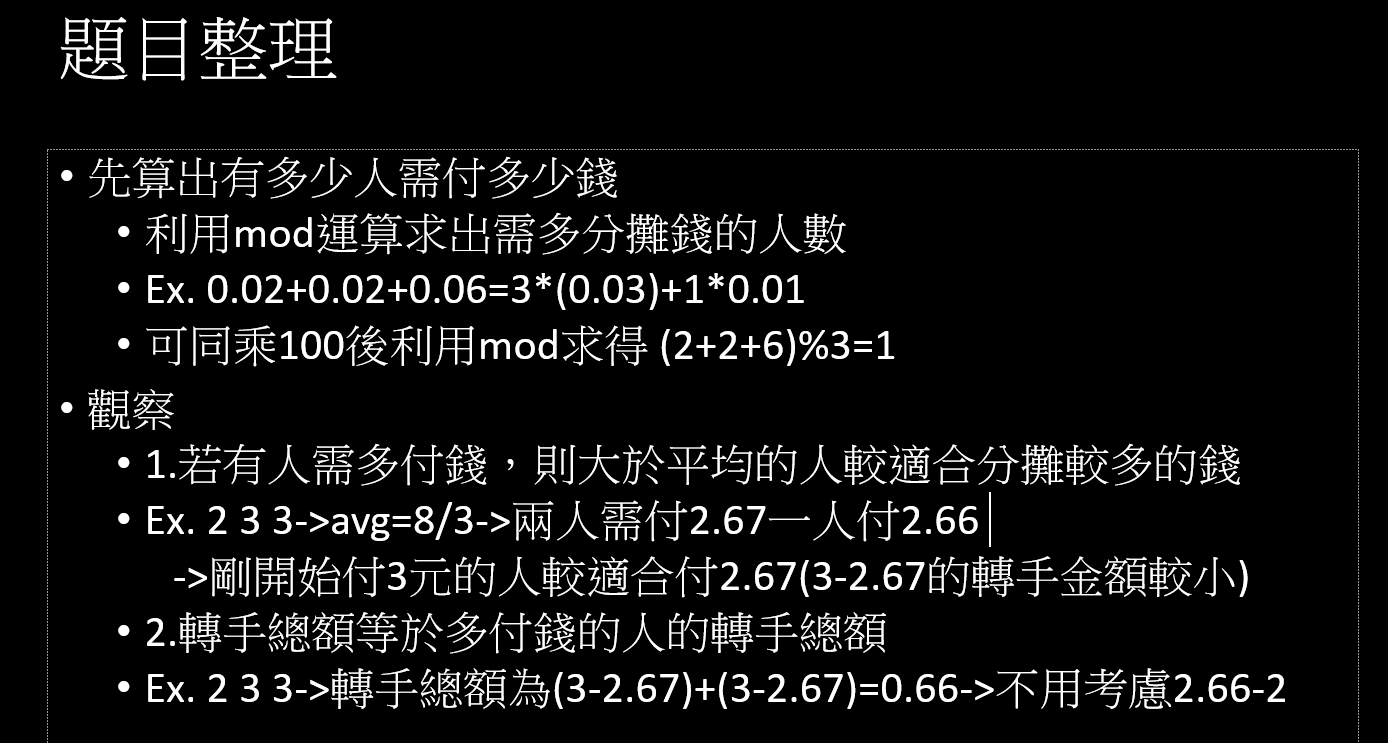 題目整理
• 先算出有多少人需付多少錢
• 利用mod運算求出需多分攤錢的人數
• Ex. 0.02+0.02+0.06=3*(0.03)+1*0.01
• 可同乘100後利用mod求得 (2+2+6)%3=1
• 觀察
• 1.若有人需多付錢，則大於平均的人較適合分攤較多的錢
• Ex. 2 3 3->avg=8/3->兩人需付2.67一人付2.66
->剛開始付3元的人較適合付2.67(3-2.67的轉手金額較小)
• 2.轉手總額等於多付錢的人的轉手總額
• Ex. 2 3 3->轉手總額為(3-2.67)+(3-2.67)=0.66->不用考慮2.66-2